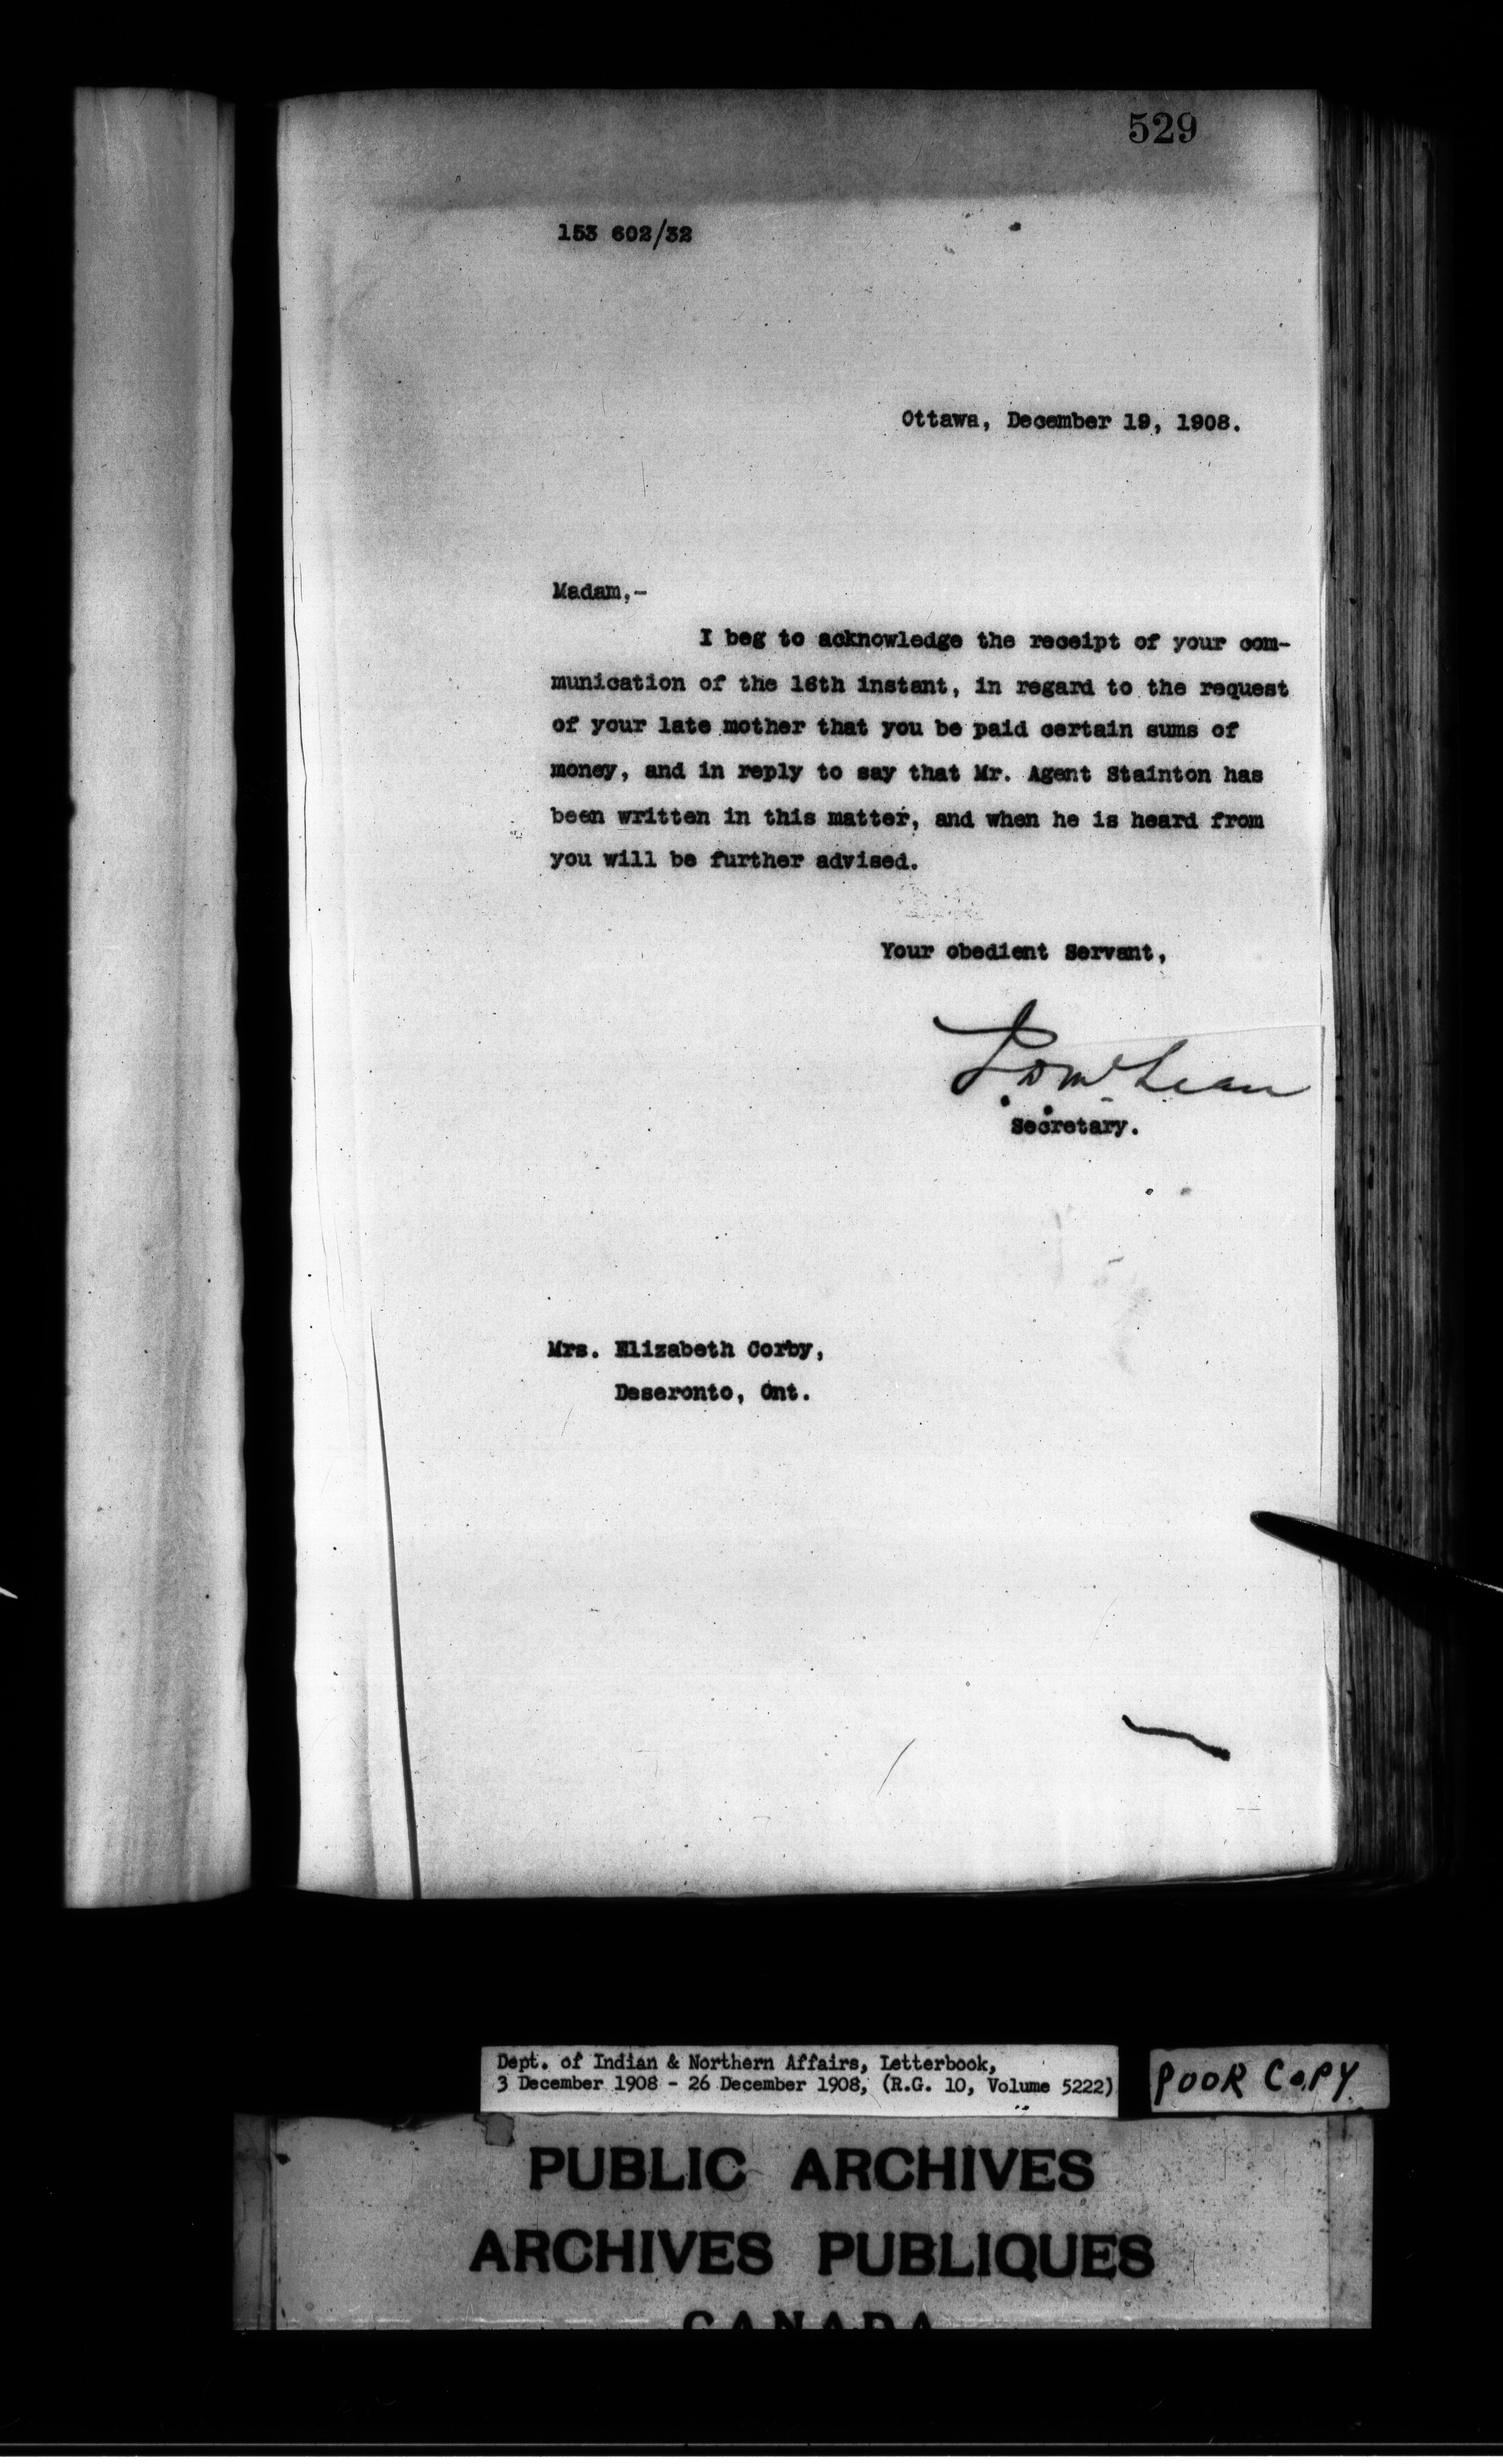 529
153 602/32
Ottawa, December 19, 1908.
Madam,-
I beg to acknowledge the receipt of your com-
munication of the 16th instant, in regard to the request
of your late mother that you be paid certain sums of
money, and in reply to say that Mr. Agent Stainton has
been written in this matter, and when he is heard from
you will be further advised.
Your obedient Servant,
J.D. McLean
Secretary.
Mrs. Elizabeth Corby,
Deseronto, Ont.
Dept. of Indian & Northern Affairs, Letterbook,
3 December 1908 - 26 December 1908, (R.G. 10, Volume 5222)
POOR COPY
PUBLIC ARCHIVES
ARCHIVES PUBLIQUES
CANADA